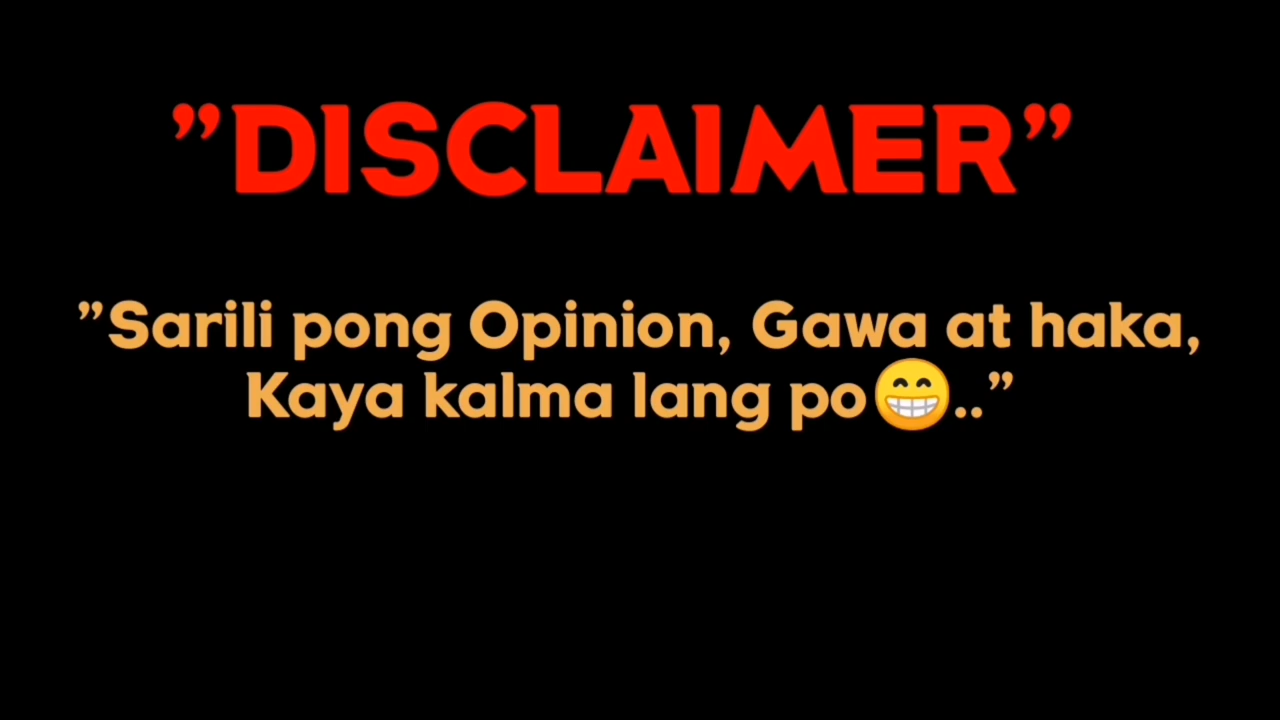 ”DISCLAIMER”
”Sarili pong Opinion, Gawa at haka,
Kaya kalma lang po😁..”